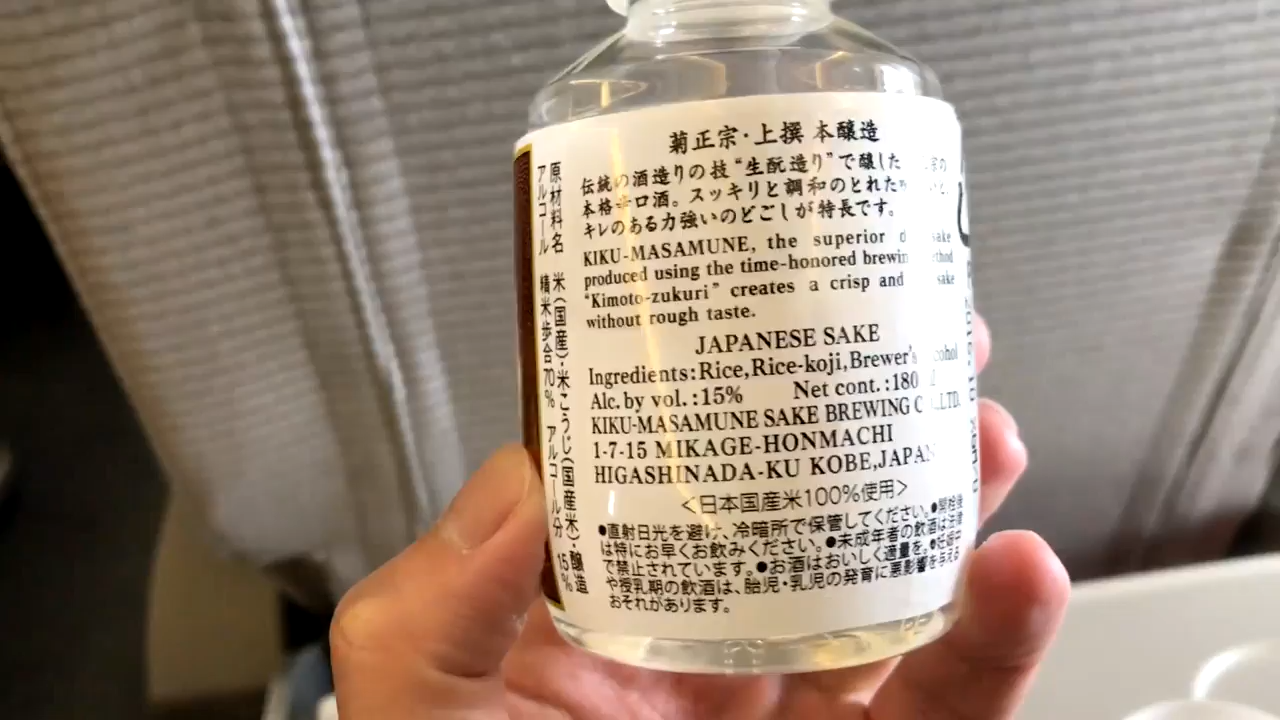 菊正宗・上撰 本醸造
伝統の酒造りの技“生酛造り”で醸した
本格辛口酒。スッキリと調和のとれた
キレのある力強いのどごしが特長です。
KIKU-MASAMUNE, the superior sake
produced using the time-honored
“Kimoto-zukuri” creates a crisp and sake
without rough taste.
JAPANESE SAKE
Ingredients:Rice,Rice-koji,Brewer's
Alc. by vol.:15% Net cont.:180
KIKU-MASAMUNE SAKE BREWING LTD.
1-7-15 MIKAGE-HONMACHI
HIGASHINADA-KU KOBE,JAPAN
<日本国産米100%使用>
●直射日光を避け、冷暗所で保管してください。●開栓後
は特にお早くお飲みください。●未成年者の飲酒は法律
で禁止されています。●お酒はおいしく適量を。●妊娠中
や授乳期の飲酒は、胎児・乳児の発育に悪影響を与える
おそれがあります。
原材料名 米(国産)・米こうじ(国産米)・醸造
アルコール 精米歩合70% アルコール分 15%